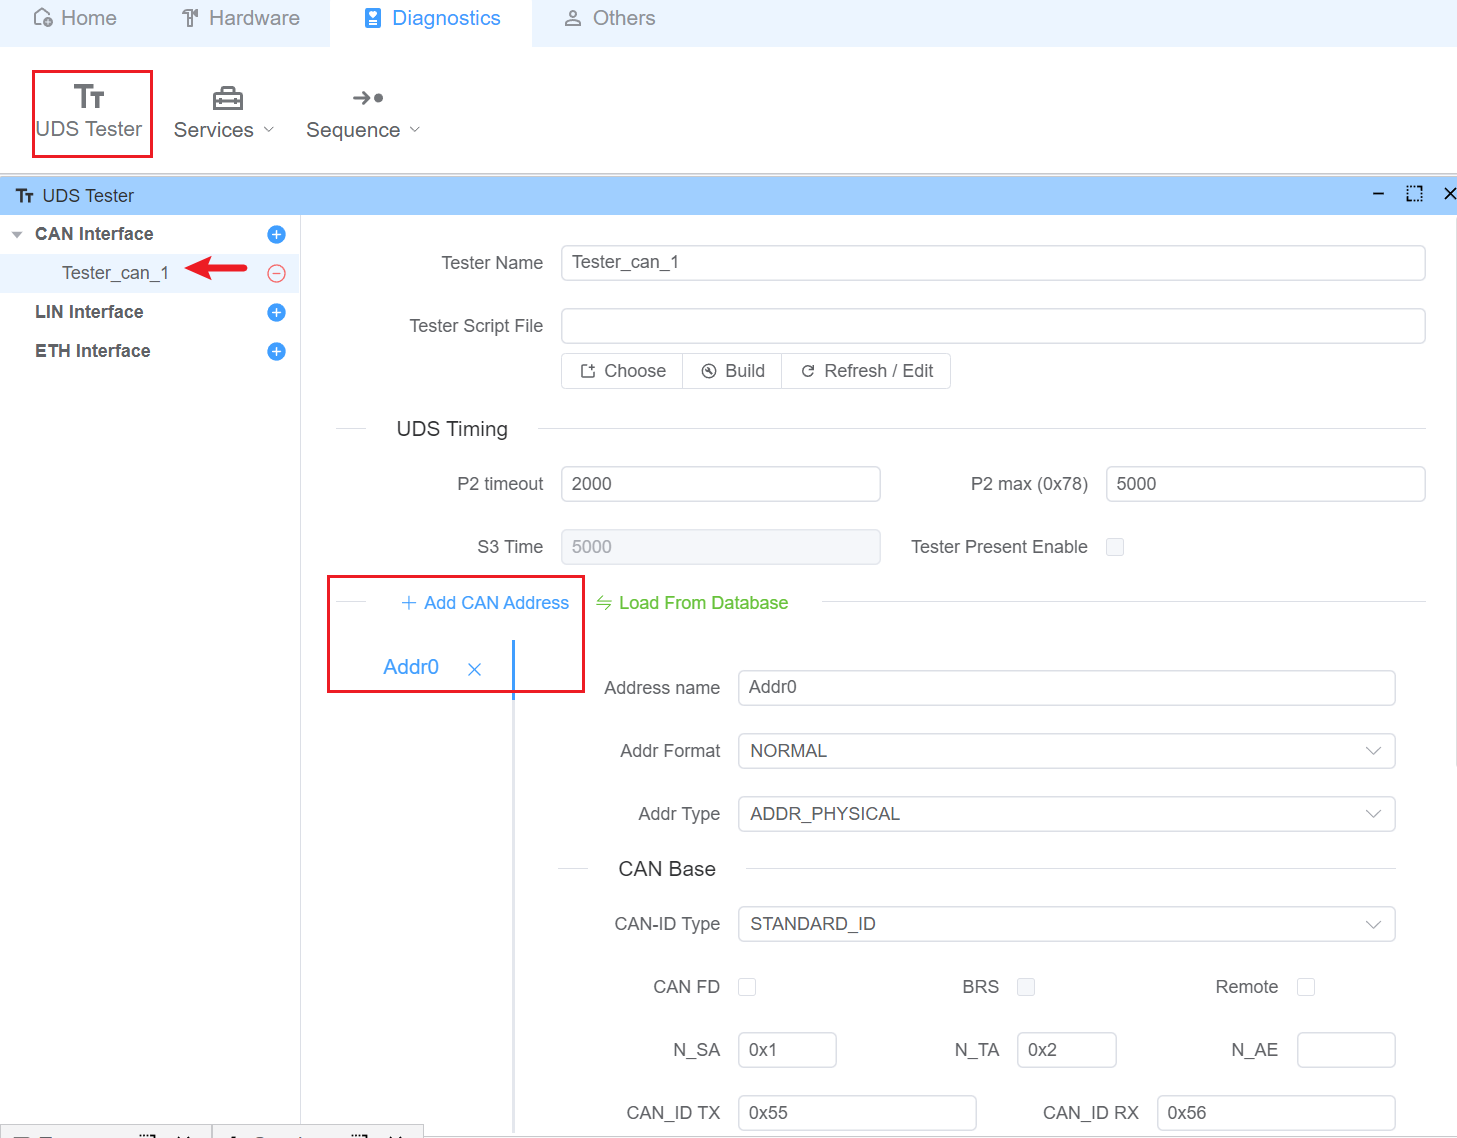 Home Hardware Diagnostics Others
UDS Tester Services Sequence
UDS Tester
CAN Interface
Tester_can_1
LIN Interface
ETH Interface
Tester Name Tester_can_1
Tester Script File
Choose Build Refresh / Edit
UDS Timing
P2 timeout 2000 P2 max (0x78) 5000
S3 Time 5000 Tester Present Enable
Add CAN Address Load From Database
Addr0
Address name Addr0
Addr Format NORMAL
Addr Type ADDR_PHYSICAL
CAN Base
CAN-ID Type STANDARD_ID
CAN FD BRS Remote
N_SA 0x1 N_TA 0x2 N_AE
CAN_ID TX 0x55 CAN_ID RX 0x56